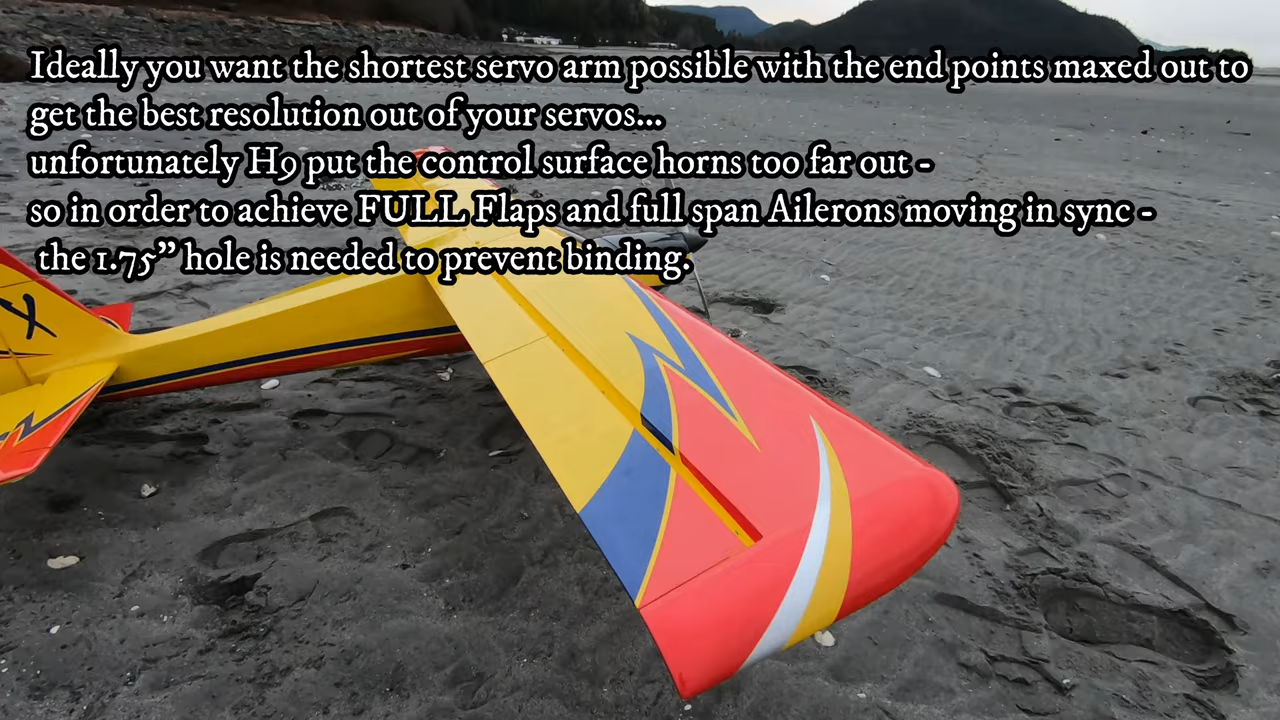 Ideally you want the shortest servo arm possible with the end points maxed out to
get the best resolution out of your servos...
unfortunately H9 put the control surface horns too far out -
so in order to achieve FULL Flaps and full span Ailerons moving in sync -
the 1.75" hole is needed to prevent binding.